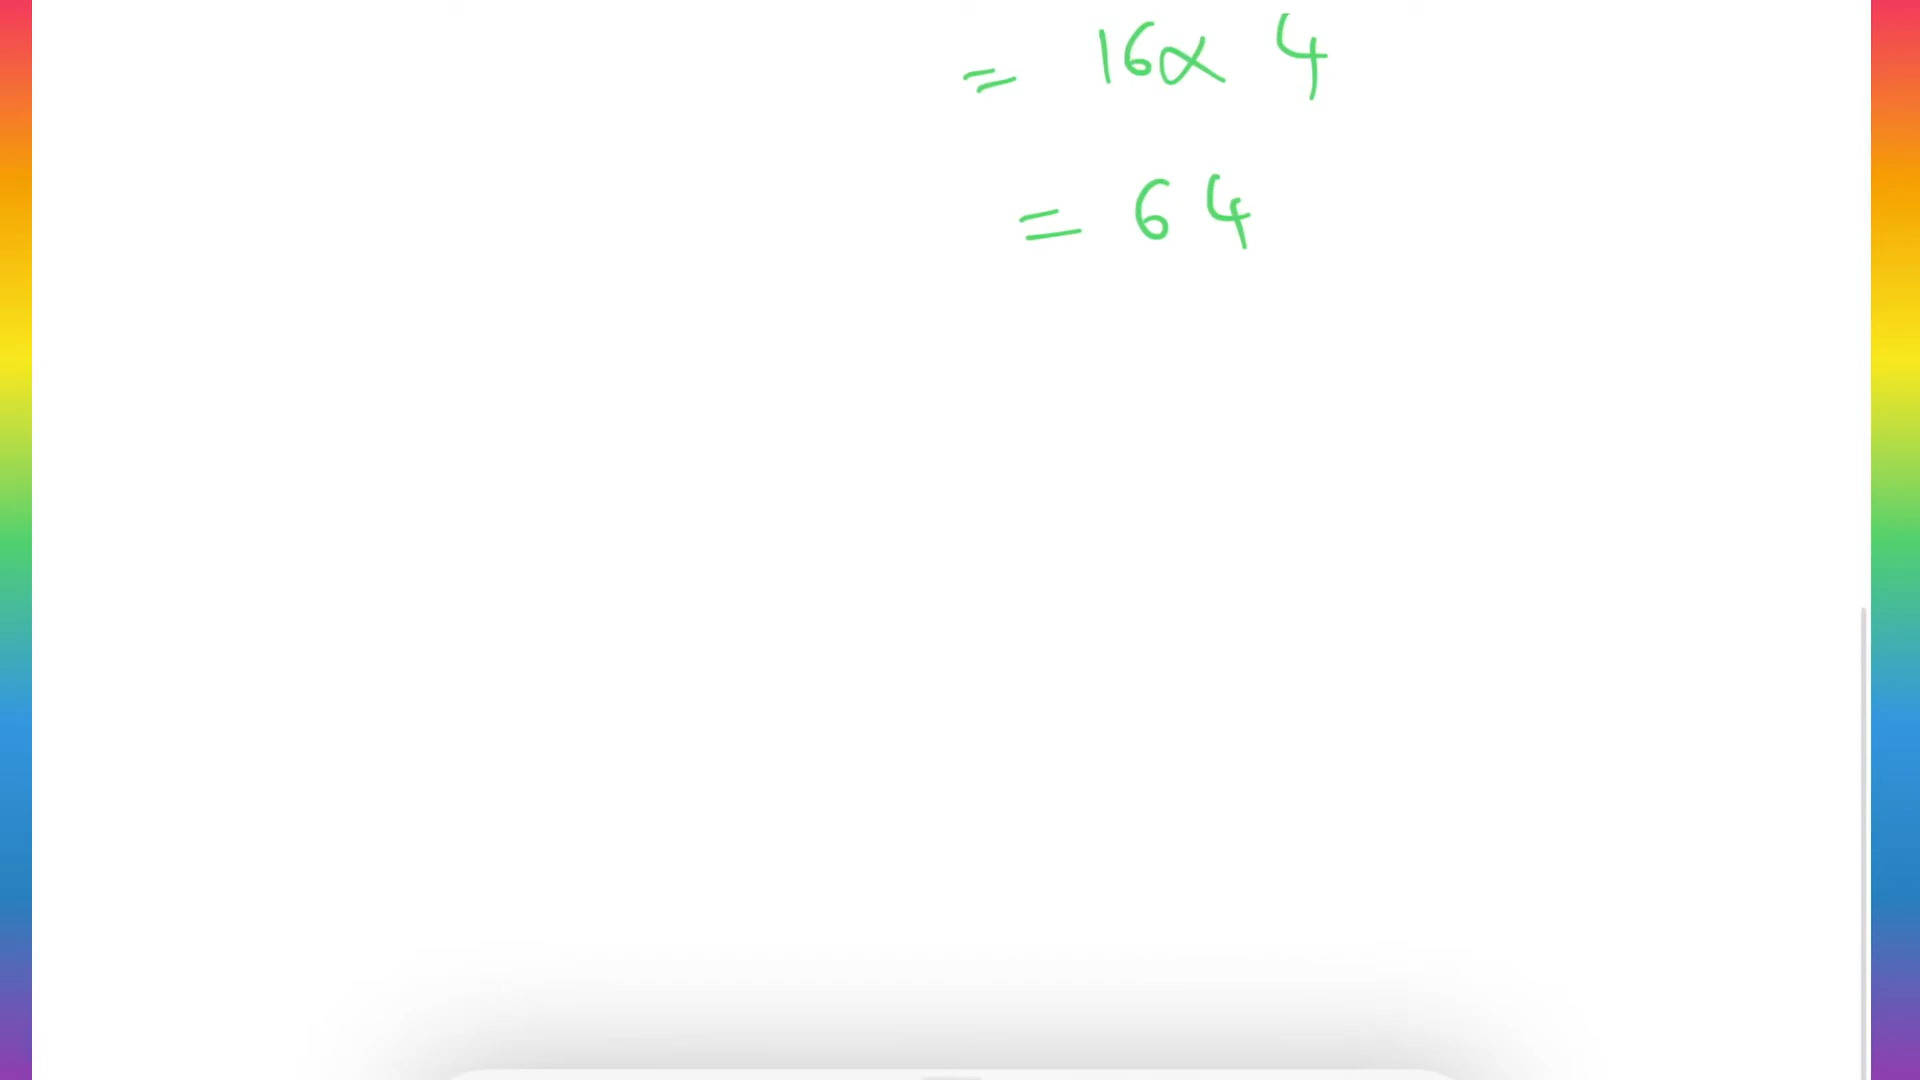 = 16 × 4
= 64